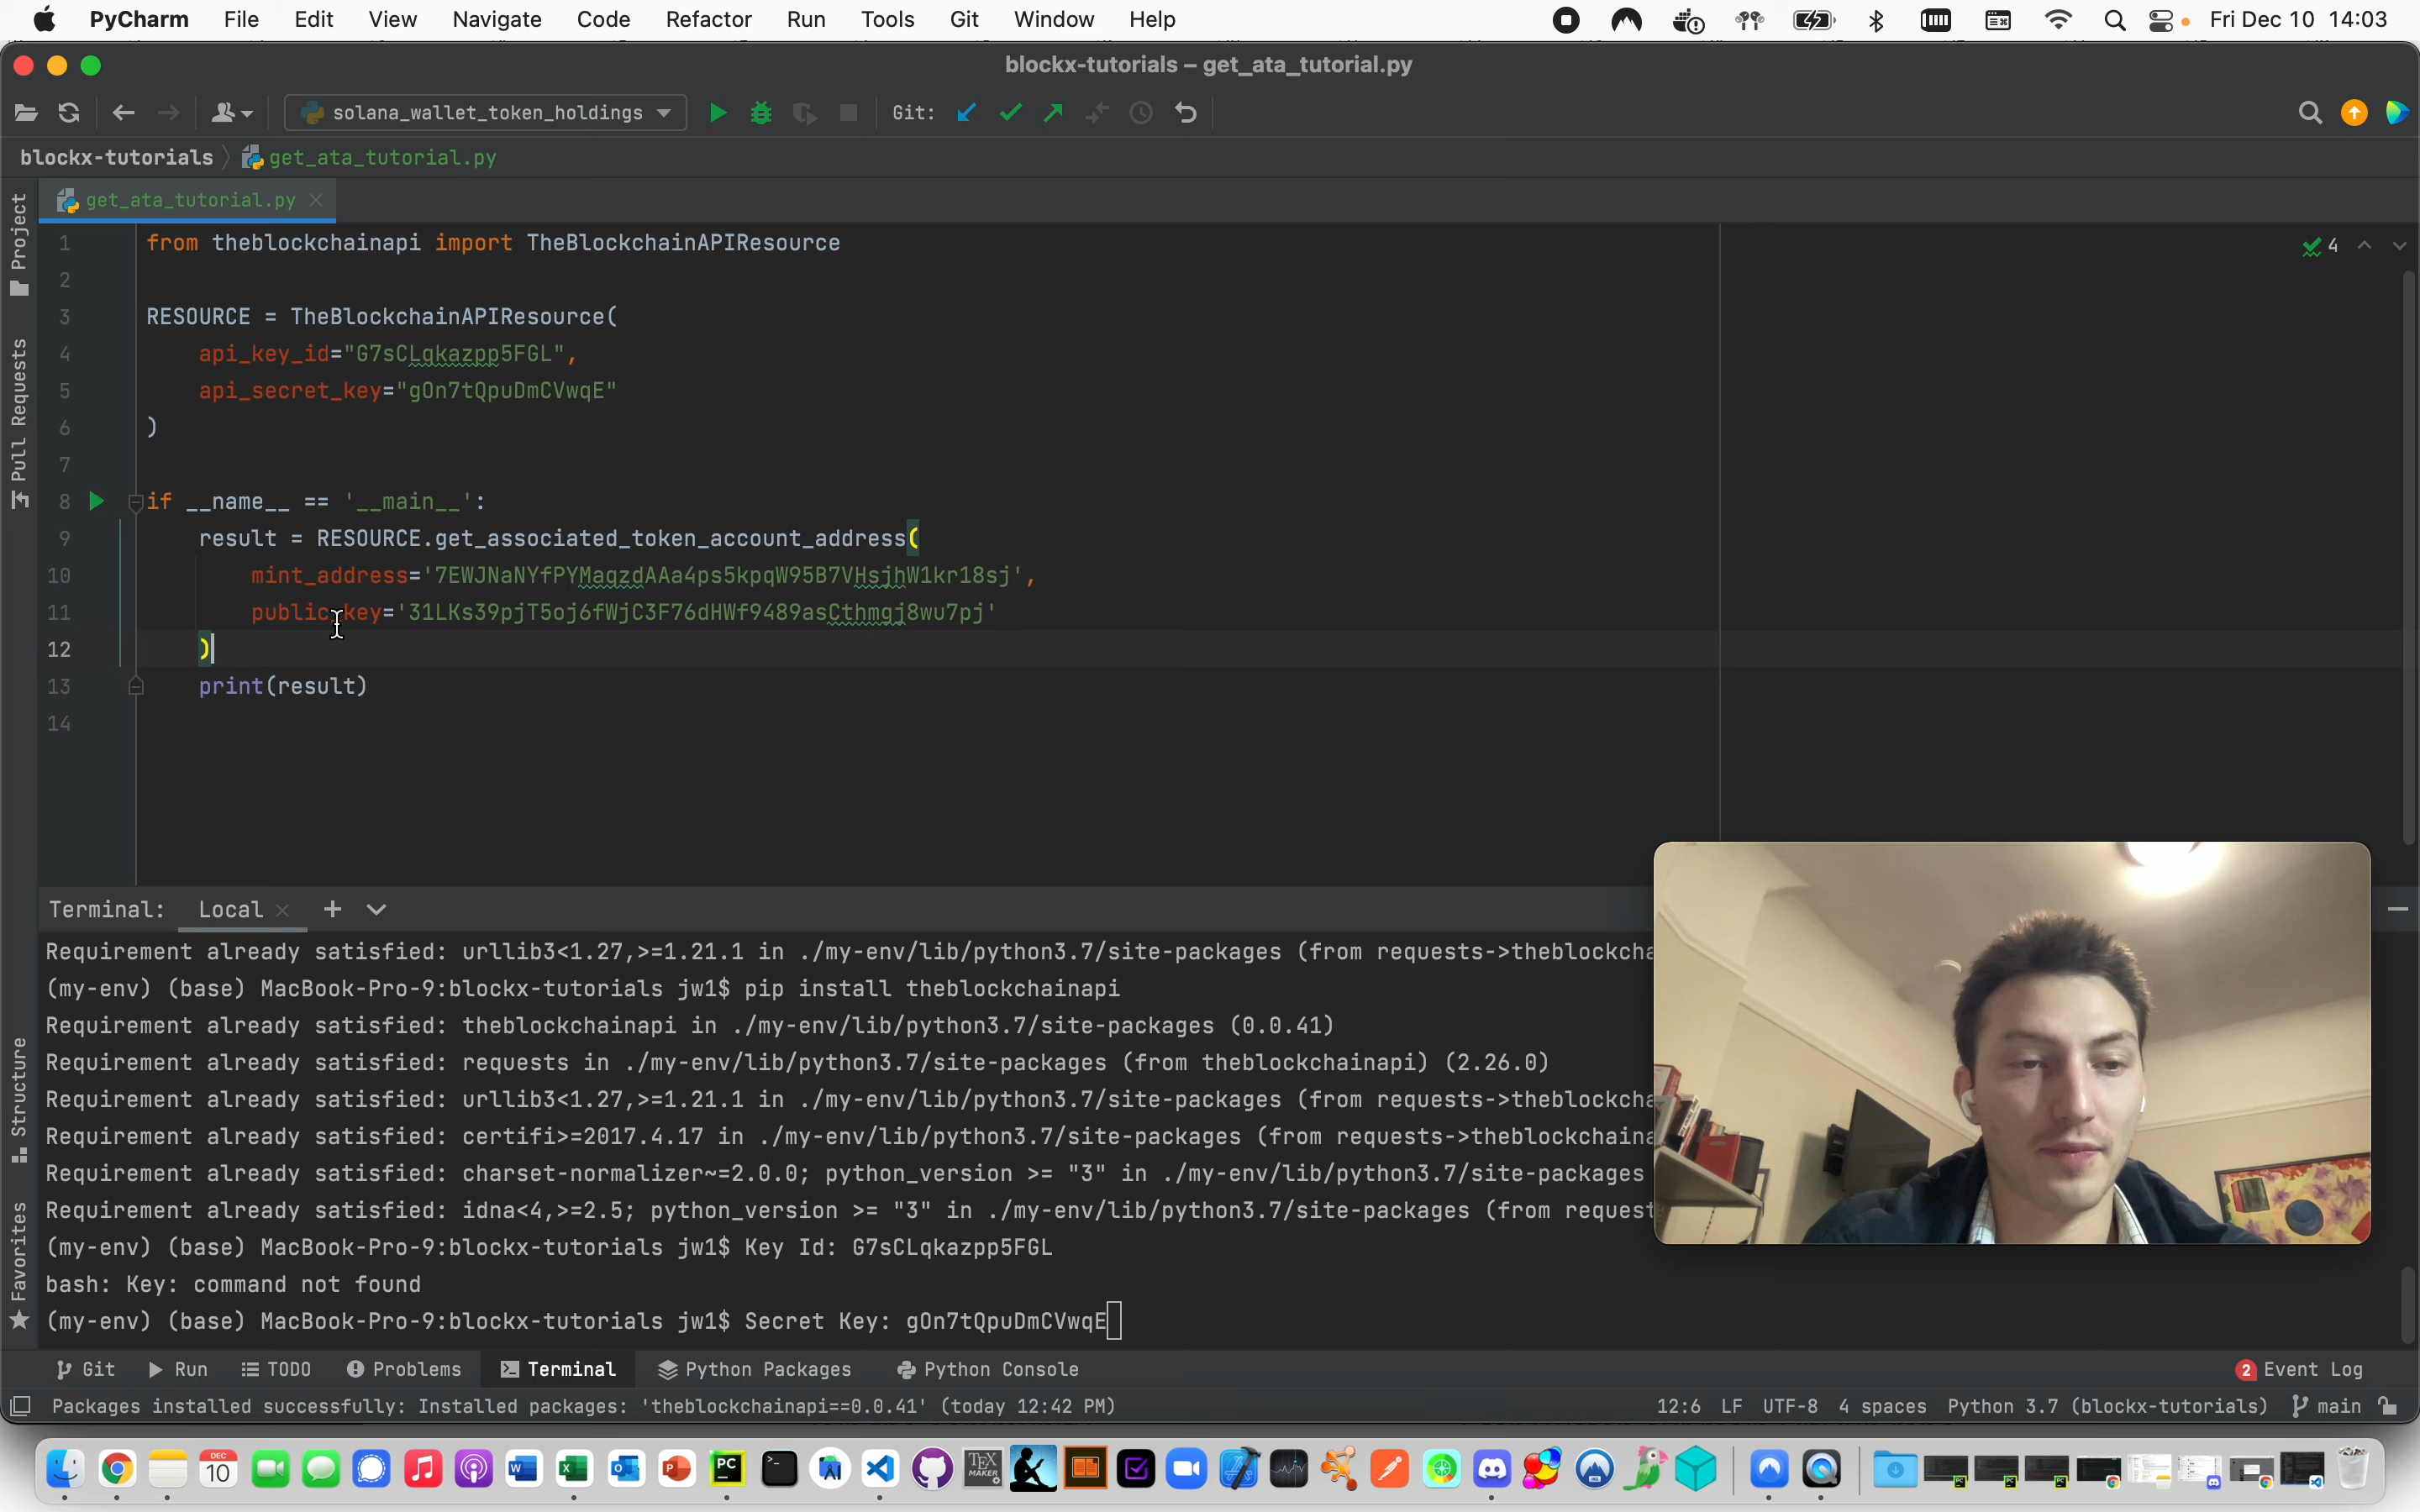 PyCharm File Edit View Navigate Code Refactor Run Tools Git Window Help Fri Dec 10 14:03
blockx-tutorials – get_ata_tutorial.py
solana_wallet_token_holdings Git:
blockx-tutorials get_ata_tutorial.py
get_ata_tutorial.py
Project
Pull Requests
Structure
Favorites
1 from theblockchainapi import TheBlockchainAPIResource
2
3 RESOURCE = TheBlockchainAPIResource(
4 api_key_id="G7sCLqkazpp5FGL",
5 api_secret_key="gOn7tQpuDmCVwqE"
6 )
7
8 if __name__ == '__main__':
9 result = RESOURCE.get_associated_token_account_address(
10 mint_address='7EWJNaNYfPYMaqzdAAa4ps5kpqW95B7VHsjhW1kr18sj',
11 public_key='31LKs39pjT5oj6fWjC3F76dHWf9489asCthmgj8wu7pj'
12 )
13 print(result)
14
4
Terminal: Local
Requirement already satisfied: urllib3<1.27,>=1.21.1 in ./my-env/lib/python3.7/site-packages (from requests->theblockcha
(my-env) (base) MacBook-Pro-9:blockx-tutorials jw1$ pip install theblockchainapi
Requirement already satisfied: theblockchainapi in ./my-env/lib/python3.7/site-packages (0.0.41)
Requirement already satisfied: requests in ./my-env/lib/python3.7/site-packages (from theblockchainapi) (2.26.0)
Requirement already satisfied: urllib3<1.27,>=1.21.1 in ./my-env/lib/python3.7/site-packages (from requests->theblockcha
Requirement already satisfied: certifi>=2017.4.17 in ./my-env/lib/python3.7/site-packages (from requests->theblockchaina
Requirement already satisfied: charset-normalizer~=2.0.0; python_version >= "3" in ./my-env/lib/python3.7/site-packages
Requirement already satisfied: idna<4,>=2.5; python_version >= "3" in ./my-env/lib/python3.7/site-packages (from request
(my-env) (base) MacBook-Pro-9:blockx-tutorials jw1$ Key Id: G7sCLqkazpp5FGL
bash: Key: command not found
(my-env) (base) MacBook-Pro-9:blockx-tutorials jw1$ Secret Key: gOn7tQpuDmCVwqE
Git Run TODO Problems Terminal Python Packages Python Console 2 Event Log
Packages installed successfully: Installed packages: 'theblockchainapi==0.0.41' (today 12:42 PM) 12:6 LF UTF-8 4 spaces Python 3.7 (blockx-tutorials) main
DEC
10
W X P PC TEX MAKER